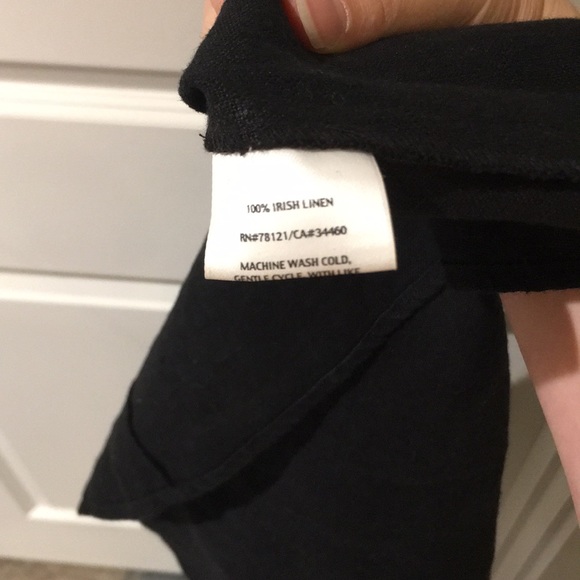 100% IRISH LINEN
RN#78121/CA#34460
MACHINE WASH COLD,
GENTLE CYCLE, WITH LIKE